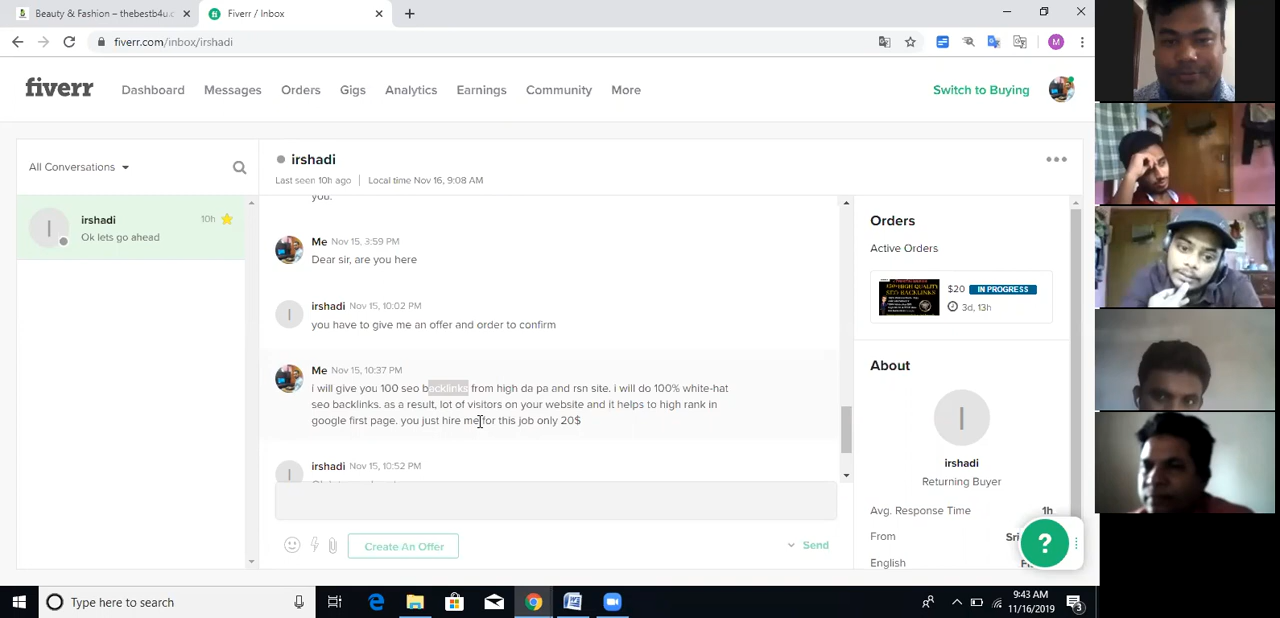 Beauty & Fashion – thebestb4u.c
Fiverr / Inbox
fiverr.com/inbox/irshadi
M
fiverr
Dashboard
Messages
Orders
Gigs
Analytics
Earnings
Community
More
Switch to Buying
All Conversations
I
irshadi
10h
Ok lets go ahead
irshadi
Last seen 10h ago | Local time Nov 16, 9:08 AM
you.
Me Nov 15, 3:59 PM
Dear sir, are you here
I
irshadi Nov 15, 10:02 PM
you have to give me an offer and order to confirm
Me Nov 15, 10:37 PM
i will give you 100 seo backlinks from high da pa and rsn site. i will do 100% white-hat
seo backlinks. as a result, lot of visitors on your website and it helps to high rank in
google first page. you just hire me for this job only 20$
I
irshadi Nov 15, 10:52 PM
Create An Offer
Send
Orders
Active Orders
SEO BACKLINKS
$20 IN PROGRESS
3d, 13h
About
I
irshadi
Returning Buyer
Avg. Response Time 1h
From Sri
English
?
Type here to search
9:43 AM
11/16/2019
3